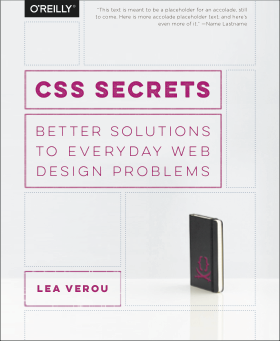 O'REILLY®
"This text is meant to be a placeholder for an accolade, still
to come. Here is more accolade placeholder text, and here's
even more of it." —Name Lastname
CSS SECRETS
BETTER SOLUTIONS
TO EVERYDAY WEB
DESIGN PROBLEMS
LEA VEROU